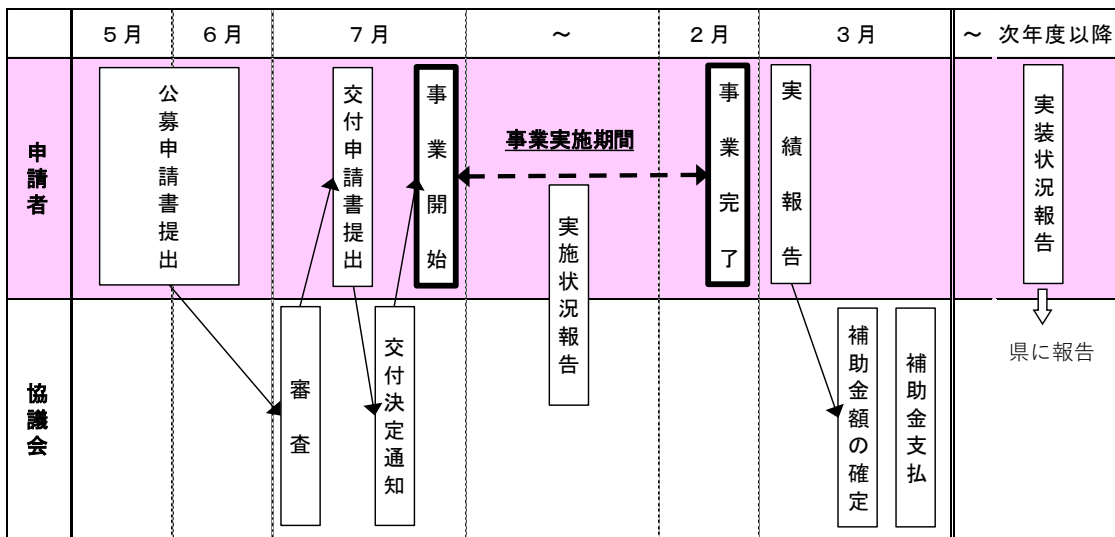 5月
6月
7月
～
2月
3月
～ 次年度以降
申請者
公募申請書提出
交付申請書提出
事業開始
事業実施期間
実施状況報告
事業完了
実績報告
実装状況報告
県に報告
協議会
審査
交付決定通知
補助金額の確定
補助金支払